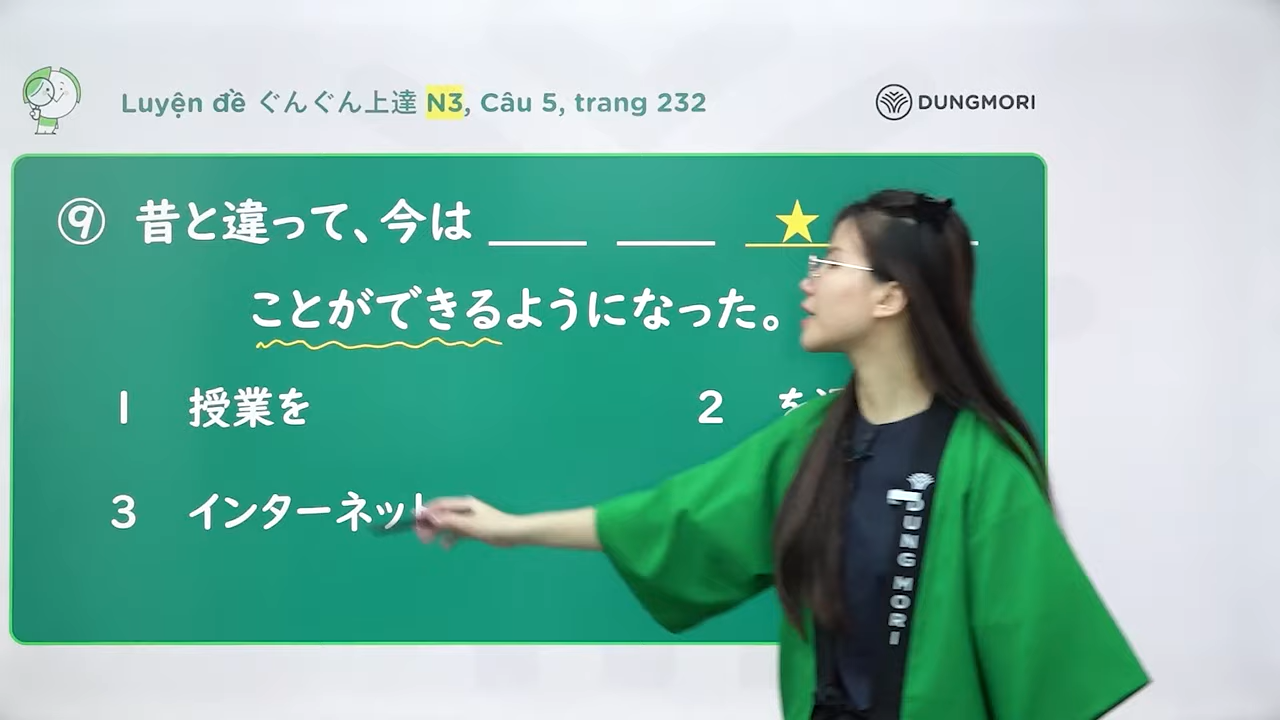 Luyện đề ぐんぐん上達 N3, Câu 5, trang 232
DUNGMORI
⑨ 昔と違って、今は
ことができるようになった。
1 授業を
2 を
3 インターネット
DUNG MORI